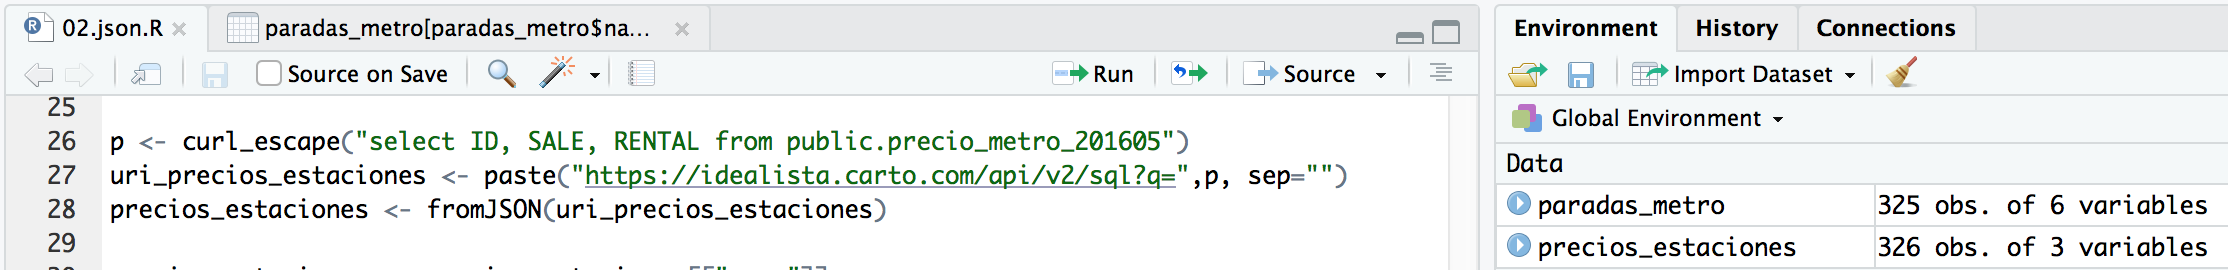 02.json.R
paradas_metro[paradas_metro$na...
Source on Save
Run
Source
25
26 p <- curl_escape("select ID, SALE, RENTAL from public.precio_metro_201605")
27 uri_precios_estaciones <- paste("https://idealista.carto.com/api/v2/sql?q=",p, sep="")
28 precios_estaciones <- fromJSON(uri_precios_estaciones)
29
Environment
History
Connections
Import Dataset
Global Environment
Data
paradas_metro 325 obs. of 6 variables
precios_estaciones 326 obs. of 3 variables